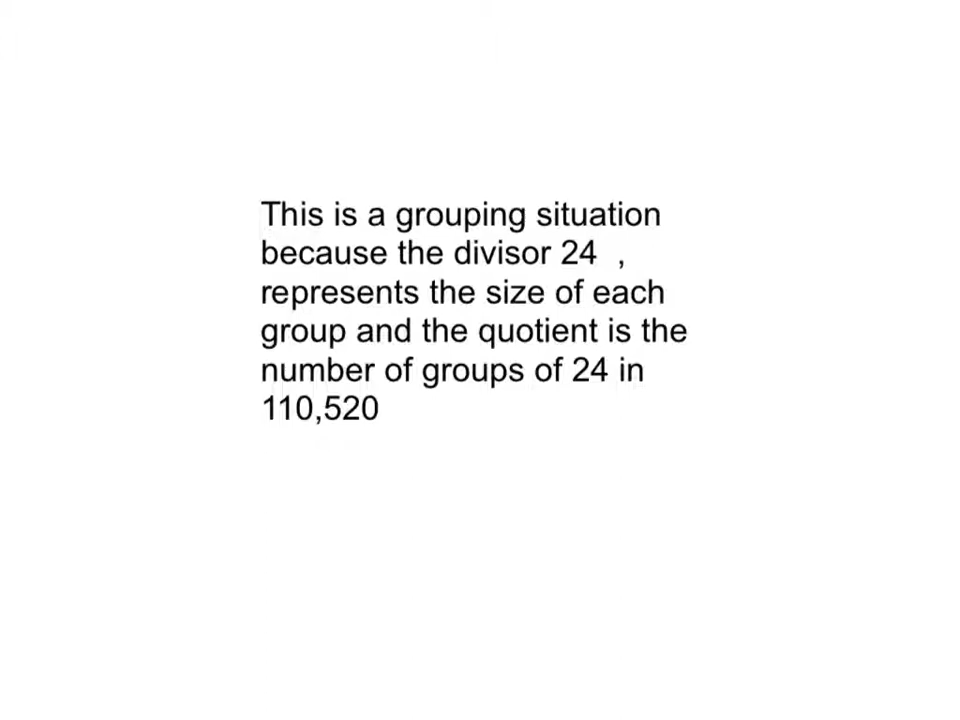 This is a grouping situation
because the divisor 24  ,
represents the size of each
group and the quotient is the
number of groups of 24 in
110,520